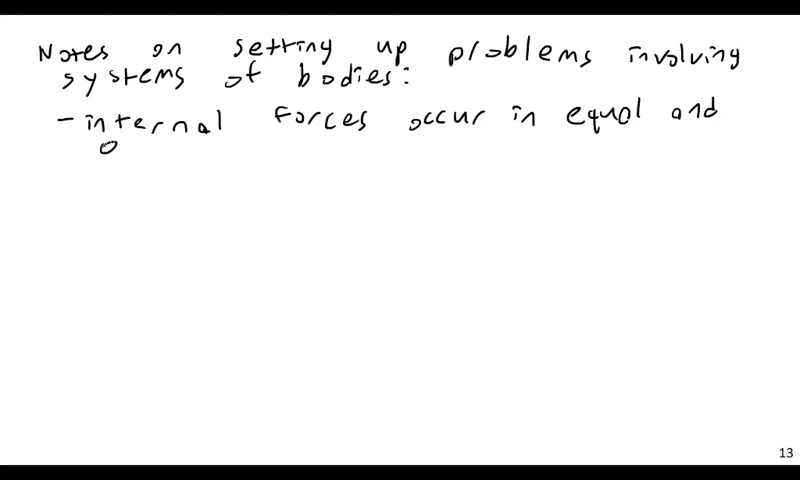 Notes on setting up problems involving
systems of bodies:
- internal forces occur in equal and
o
13